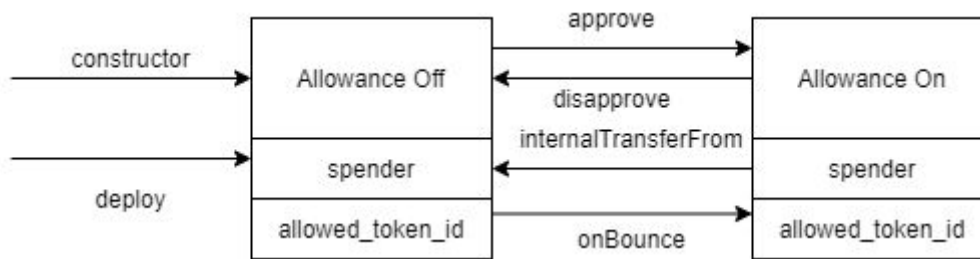 approve
constructor
Allowance Off
Allowance On
disapprove
internalTransferFrom
spender
spender
deploy
allowed_token_id
allowed_token_id
onBounce